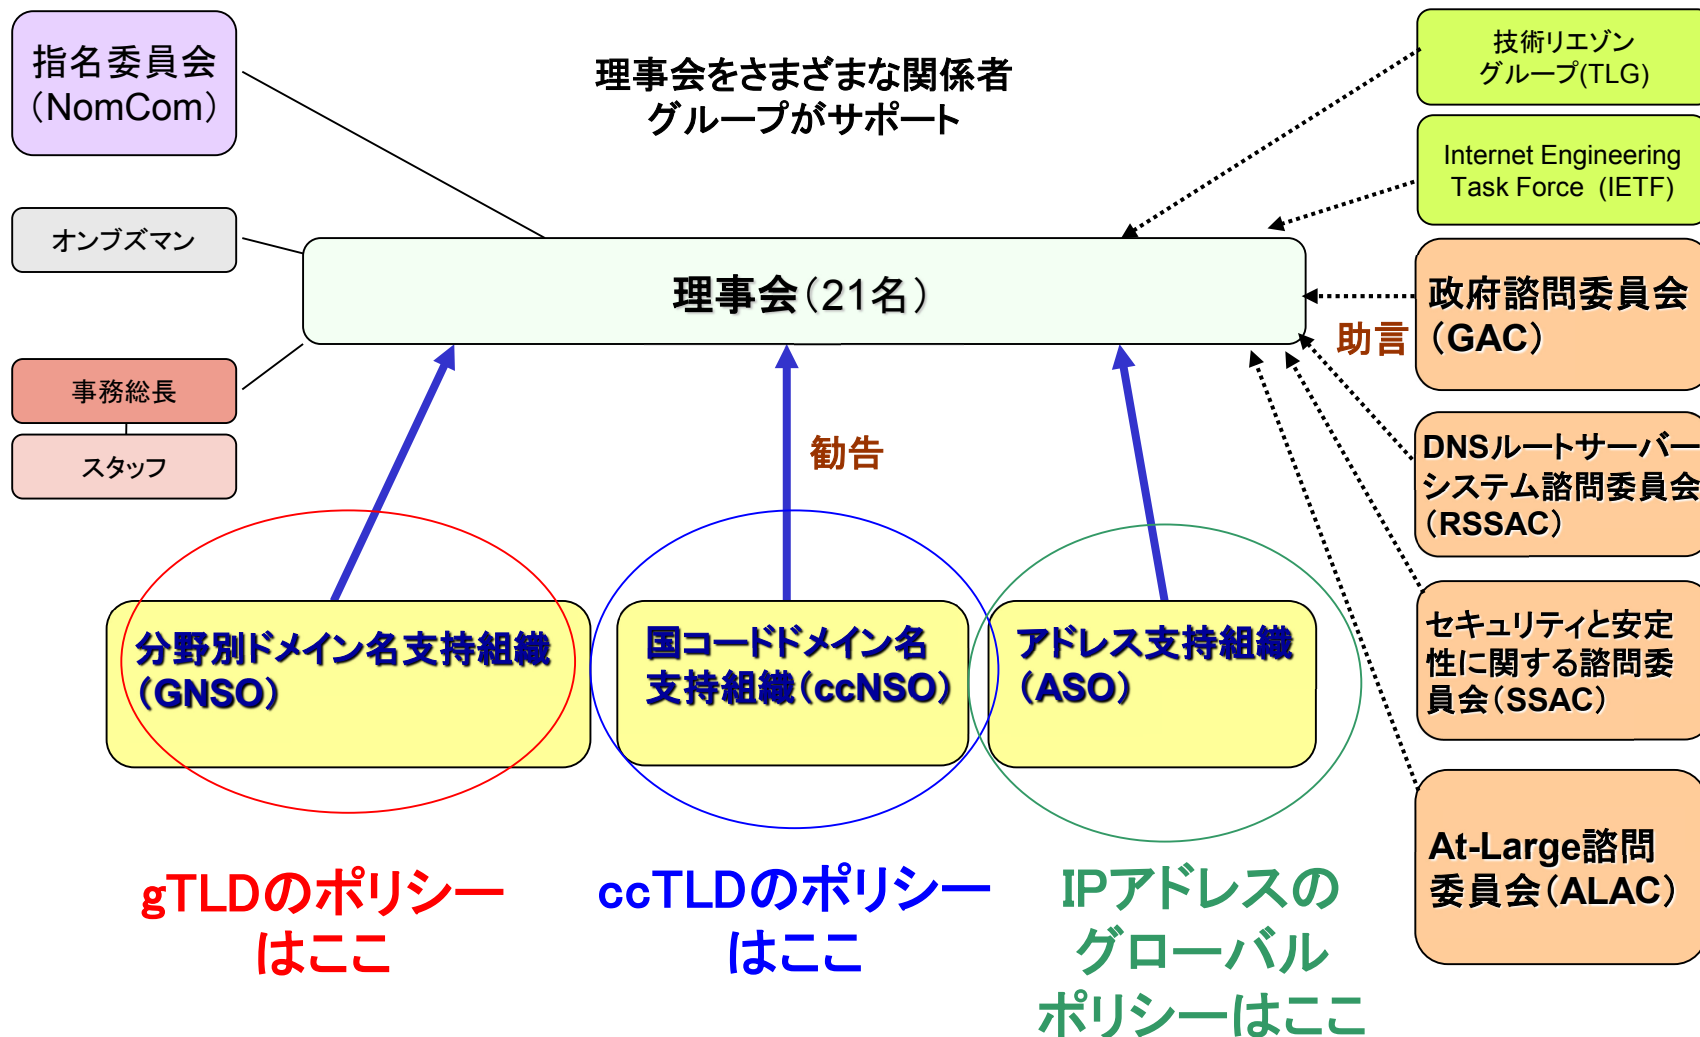 指名委員会
（NomCom）
理事会をさまざまな関係者
グループがサポート
技術リエゾン
グループ(TLG)
Internet Engineering
Task Force (IETF)
オンブズマン
理事会（21名）
政府諮問委員会
（GAC）
助言
事務総長
スタッフ
勧告
DNSルートサーバー
システム諮問委員会
（RSSAC）
分野別ドメイン名支持組織
（GNSO）
国コードドメイン名
支持組織（ccNSO）
アドレス支持組織
（ASO）
セキュリティと安定
性に関する諮問委
員会（SSAC）
At-Large諮問
委員会（ALAC）
gTLDのポリシー
はここ
ccTLDのポリシー
はここ
IPアドレスの
グローバル
ポリシーはここ